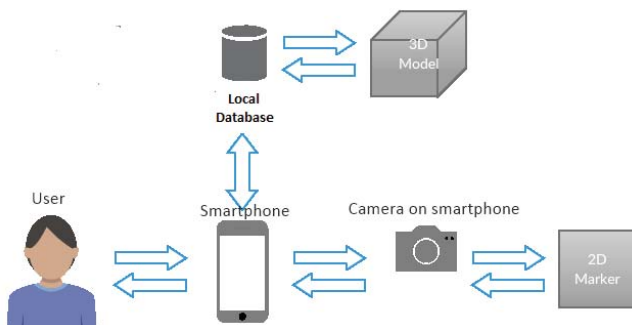 3D
Model
Local
Database
User
Smartphone
Camera on smartphone
2D
Marker